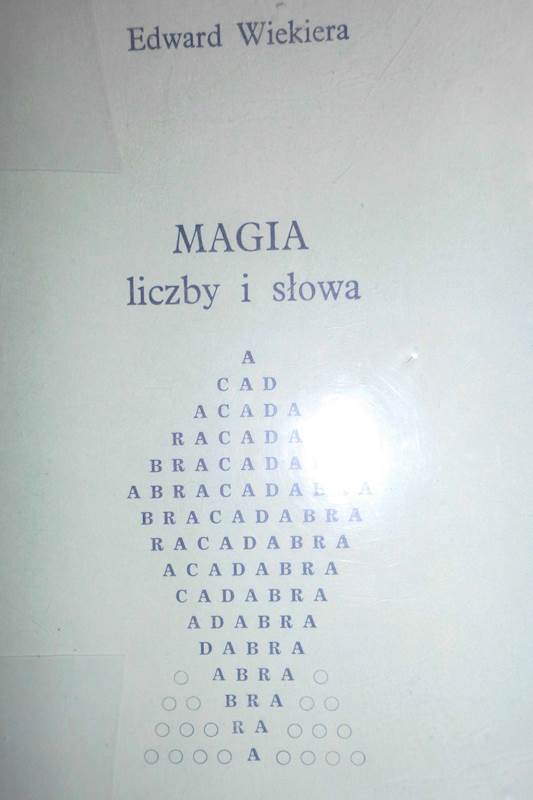 Edward Wiekiera
MAGIA
liczby i słowa
A
C A D
A C A D A
R A C A D A
B R A C A D A
A B R A C A D A B R A
B R A C A D A B R A
R A C A D A B R A
A C A D A B R A
C A D A B R A
A D A B R A
D A B R A
○ A B R A ○
○ ○ B R A ○ ○
○ ○ ○ R A ○ ○ ○
○ ○ ○ ○ A ○ ○ ○ ○